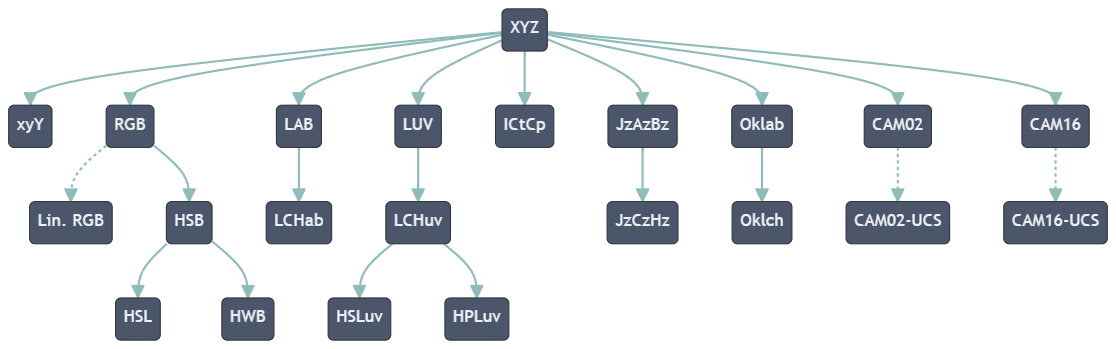 XYZ
xyY
RGB
LAB
LUV
ICtCp
JzAzBz
Oklab
CAM02
CAM16
Lin. RGB
HSB
LCHab
LCHuv
JzCzHz
Oklch
CAM02-UCS
CAM16-UCS
HSL
HWB
HSLuv
HPLuv